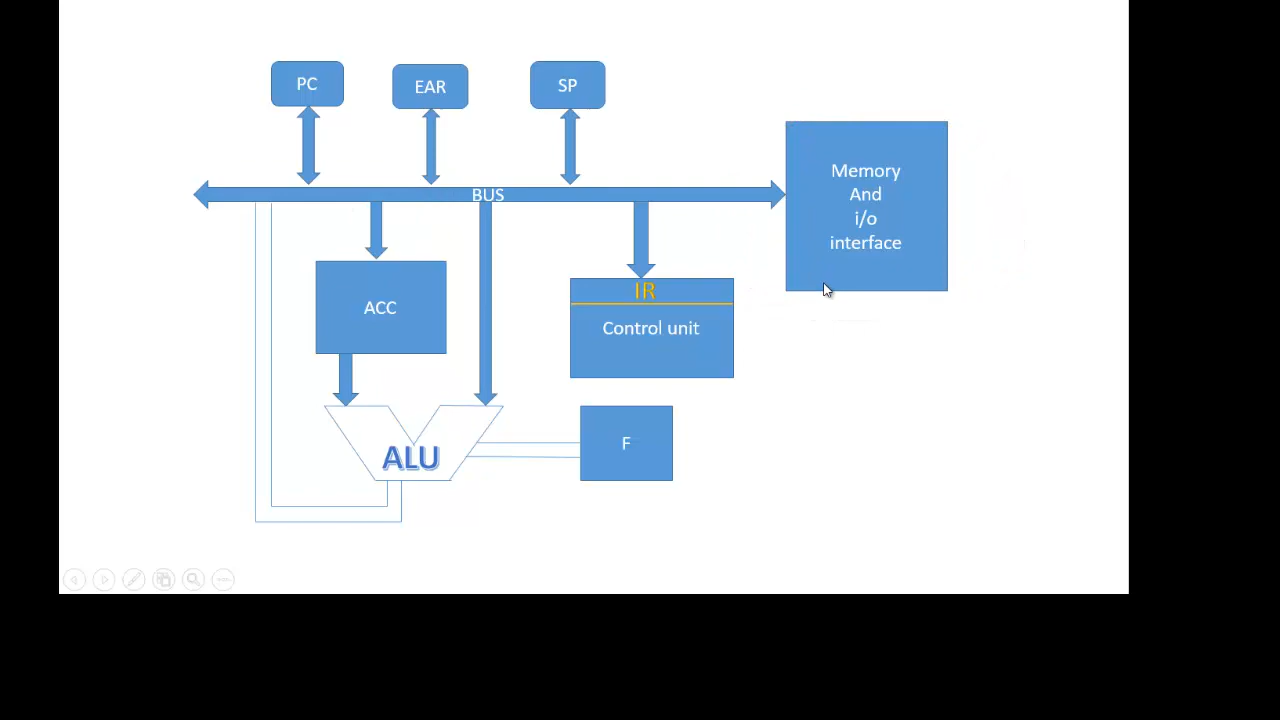 PC
EAR
SP
BUS
Memory
And
i/o
interface
ACC
IR
Control unit
ALU
F